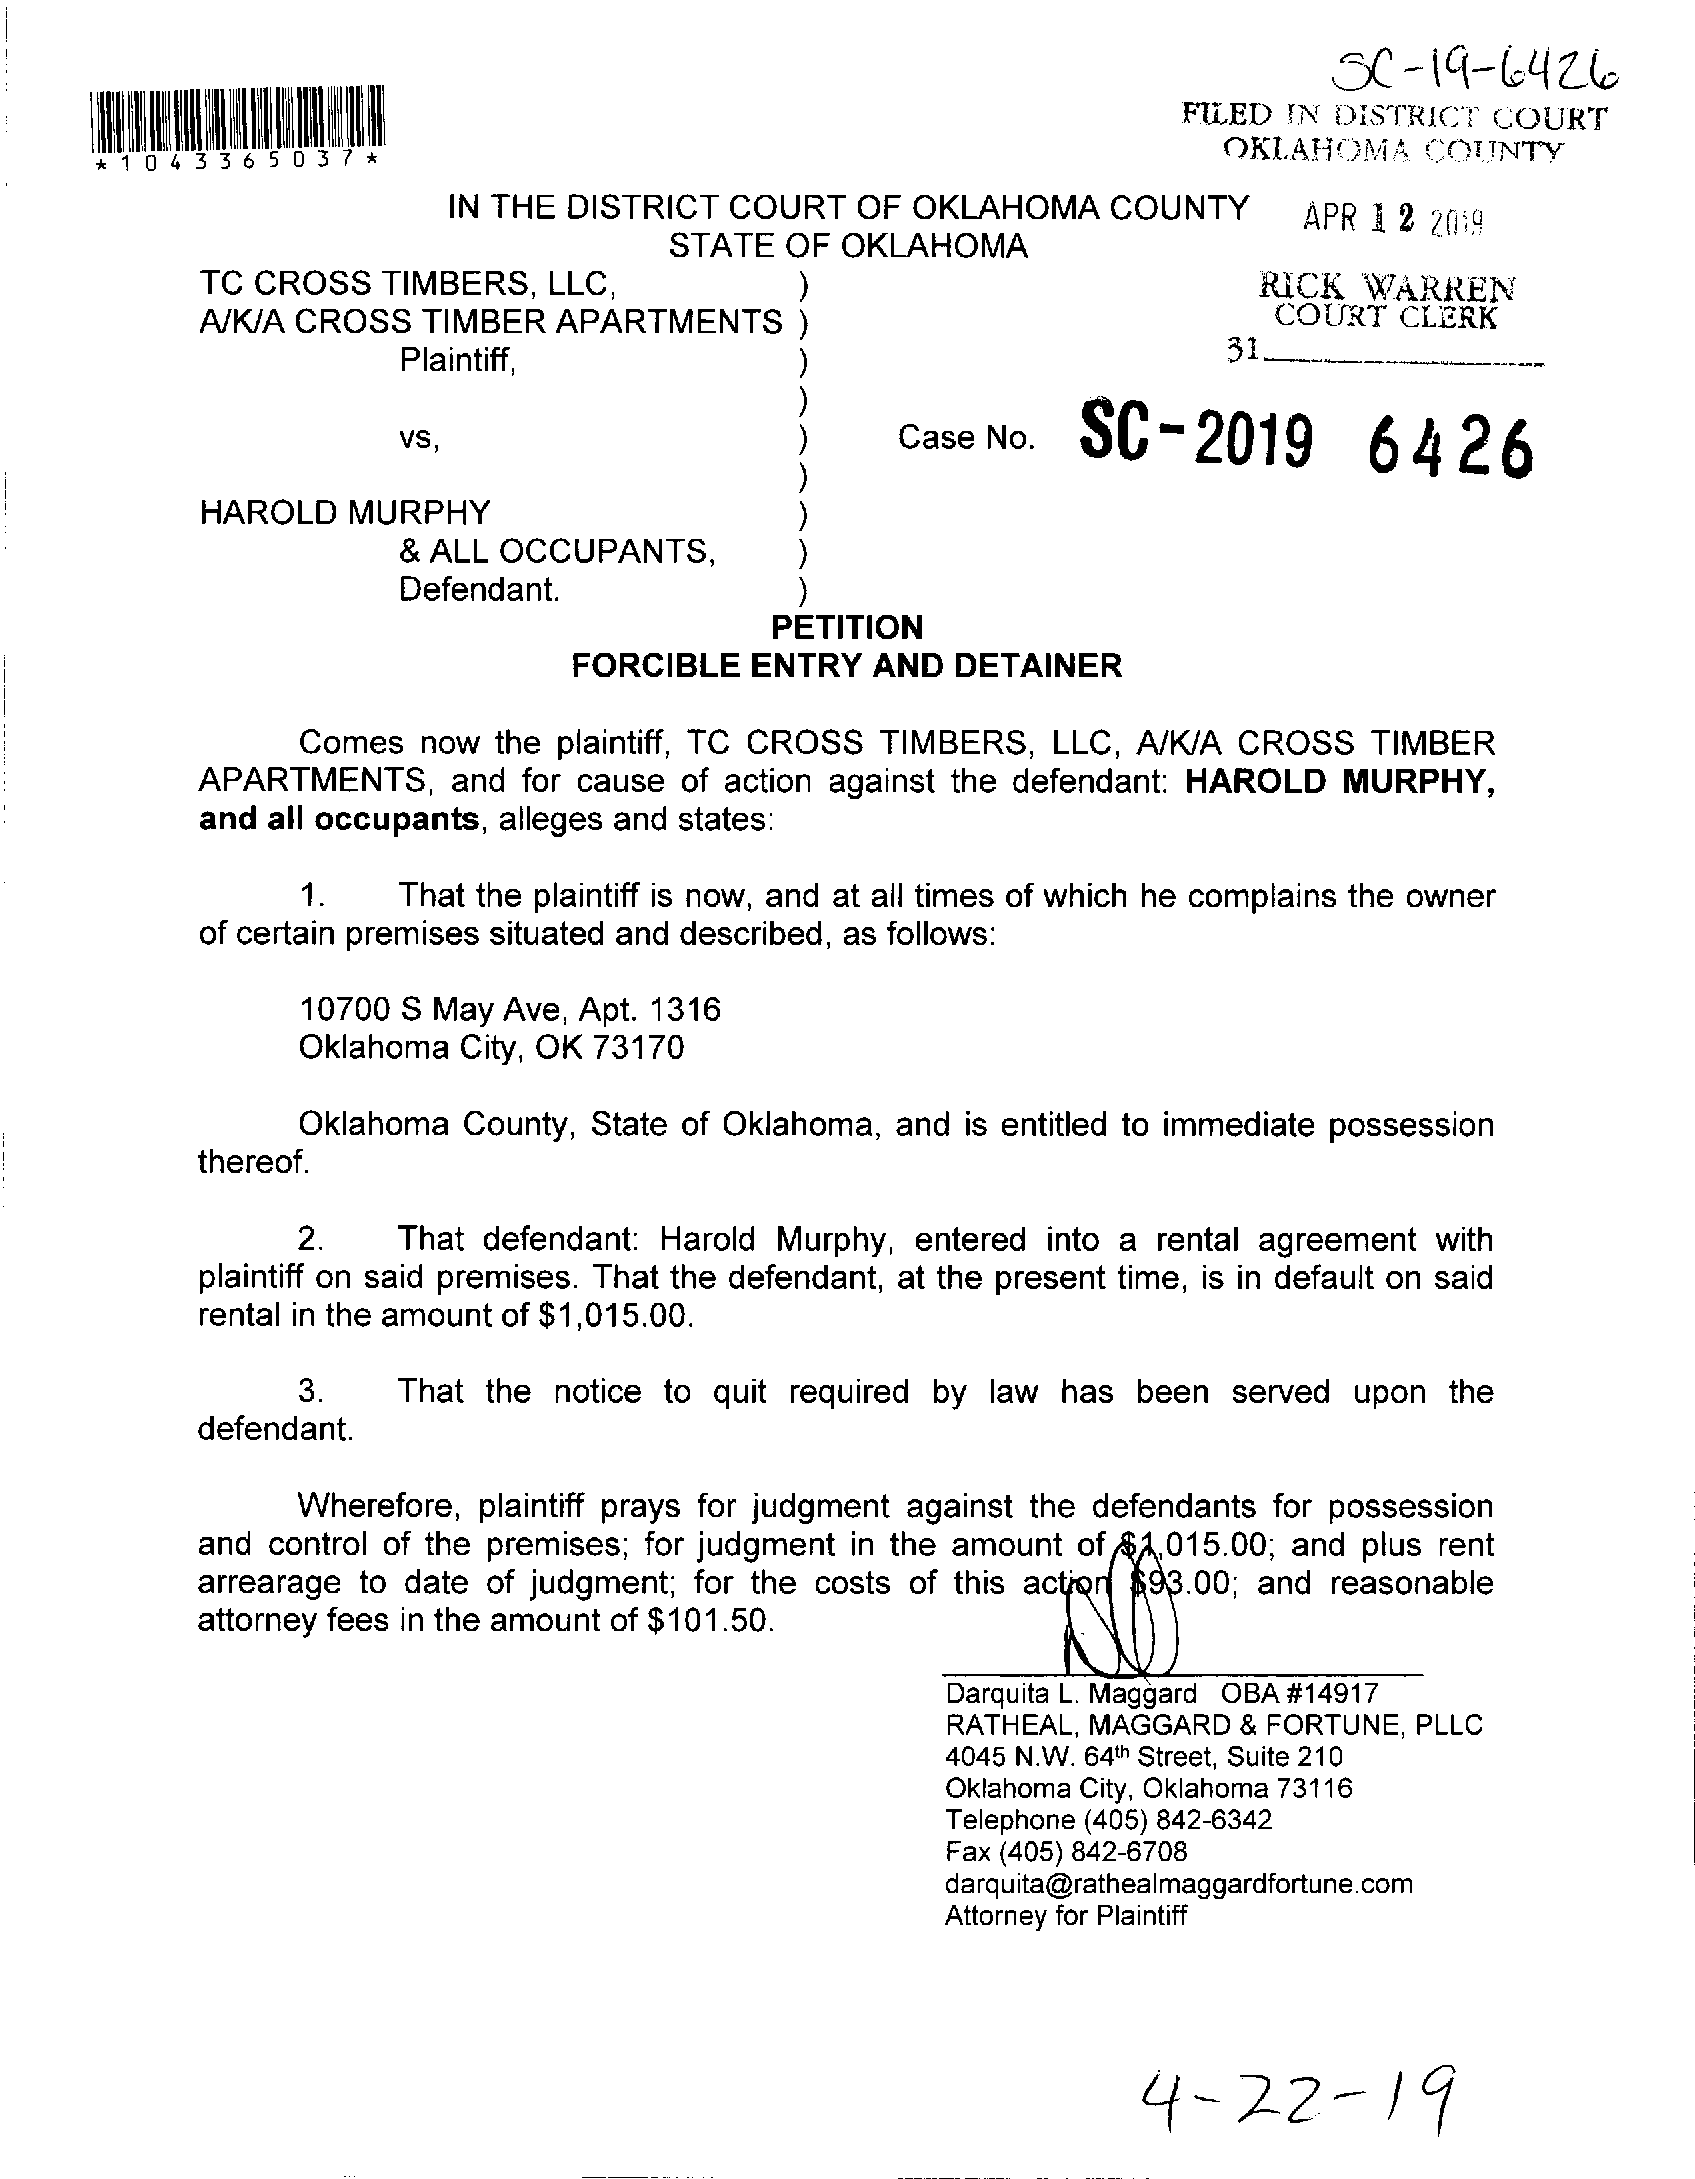 SC-19-6426
FILED IN DISTRICT COURT
OKLAHOMA COUNTY
*1043365037*
IN THE DISTRICT COURT OF OKLAHOMA COUNTY
STATE OF OKLAHOMA
APR 12 2019
RICK WARREN
COURT CLERK
31
TC CROSS TIMBERS, LLC, )
A/K/A CROSS TIMBER APARTMENTS )
Plaintiff, )
)
vs, ) Case No. SC-2019 6426
)
HAROLD MURPHY )
& ALL OCCUPANTS, )
Defendant. )
PETITION
FORCIBLE ENTRY AND DETAINER
Comes now the plaintiff, TC CROSS TIMBERS, LLC, A/K/A CROSS TIMBER
APARTMENTS, and for cause of action against the defendant: HAROLD MURPHY,
and all occupants, alleges and states:
1. That the plaintiff is now, and at all times of which he complains the owner
of certain premises situated and described, as follows:
10700 S May Ave, Apt. 1316
Oklahoma City, OK 73170
Oklahoma County, State of Oklahoma, and is entitled to immediate possession
thereof.
2. That defendant: Harold Murphy, entered into a rental agreement with
plaintiff on said premises. That the defendant, at the present time, is in default on said
rental in the amount of $1,015.00.
3. That the notice to quit required by law has been served upon the
defendant.
Wherefore, plaintiff prays for judgment against the defendants for possession
and control of the premises; for judgment in the amount of $1,015.00; and plus rent
arrearage to date of judgment; for the costs of this action $93.00; and reasonable
attorney fees in the amount of $101.50.
Darquita L. Maggard OBA #14917
RATHEAL, MAGGARD & FORTUNE, PLLC
4045 N.W. 64th Street, Suite 210
Oklahoma City, Oklahoma 73116
Telephone (405) 842-6342
Fax (405) 842-6708
darquita@rathealmaggardfortune.com
Attorney for Plaintiff
4-22-19